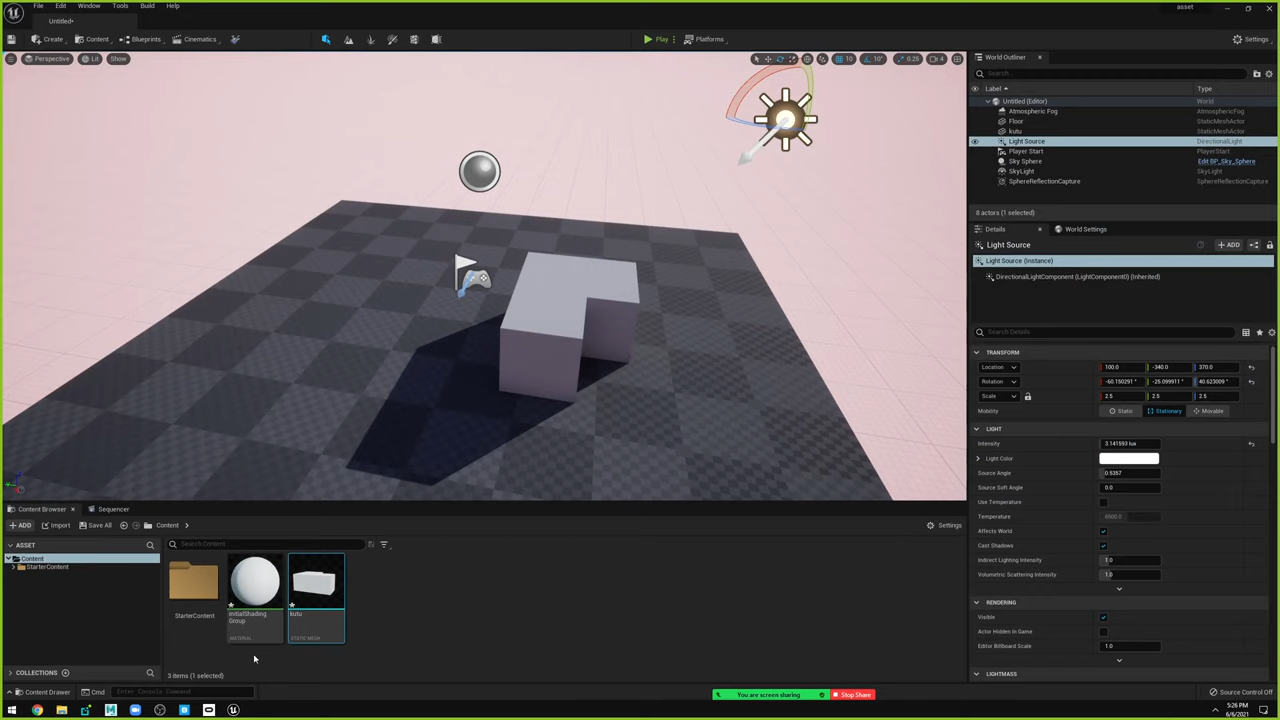 File Edit Window Tools Build Help
asset
Untitled•
Create Content Blueprints Cinematics Play Platforms Settings
Perspective Lit Show 10 10° 0.25 4
World Outliner
Search...
Label Type
Untitled (Editor) World
Atmospheric Fog AtmosphericFog
Floor StaticMeshActor
kutu StaticMeshActor
Light Source DirectionalLight
Player Start PlayerStart
Sky Sphere Edit BP_Sky_Sphere
SkyLight SkyLight
SphereReflectionCapture SphereReflectionCapture
8 actors (1 selected)
Details World Settings
Light Source ADD
Light Source (Instance)
DirectionalLightComponent (LightComponent0) (Inherited)
Search Details
TRANSFORM
Location 100.0 -340.0 370.0
Rotation -60.150291 ° -25.099911 ° 40.623009 °
Scale 2.5 2.5 2.5
Mobility Static Stationary Movable
LIGHT
Intensity 3.141593 lux
Light Color
Source Angle 0.5357
Source Soft Angle 0.0
Use Temperature
Temperature 6500.0
Affects World
Cast Shadows
Indirect Lighting Intensity 1.0
Volumetric Scattering Intensity 1.0
RENDERING
Visible
Actor Hidden In Game
Editor Billboard Scale 1.0
LIGHTMASS
Content Browser Sequencer
ADD Import Save All Content Settings
ASSET
Search Content
Content
StarterContent
StarterContent
initialShading
Group
MATERIAL
kutu
STATIC MESH
COLLECTIONS
3 items (1 selected)
Content Drawer Cmd Enter Console Command
You are screen sharing Stop Share
Source Control Off
5:26 PM
6/6/2021